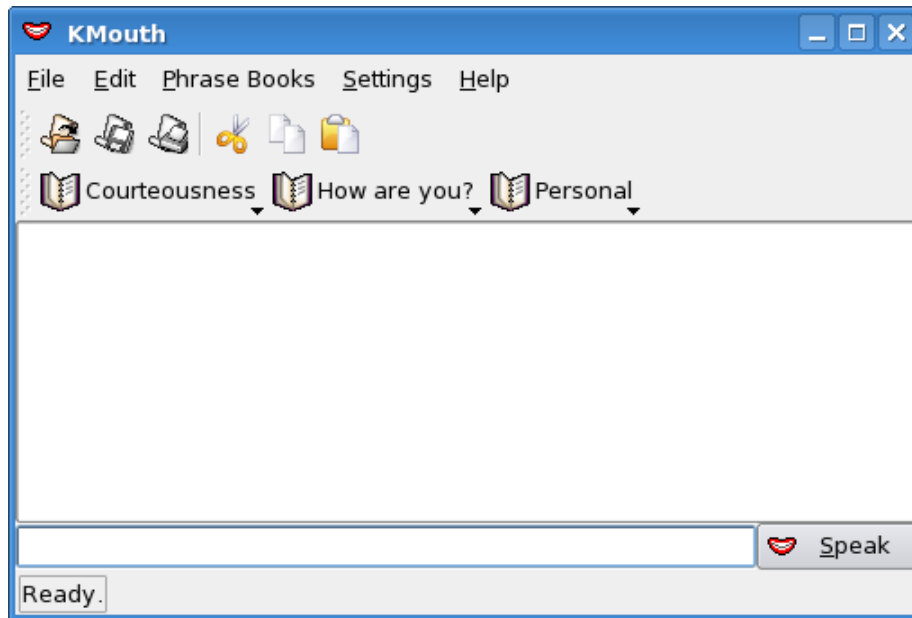 KMouth
File Edit Phrase Books Settings Help
Courteousness How are you? Personal
Speak
Ready.